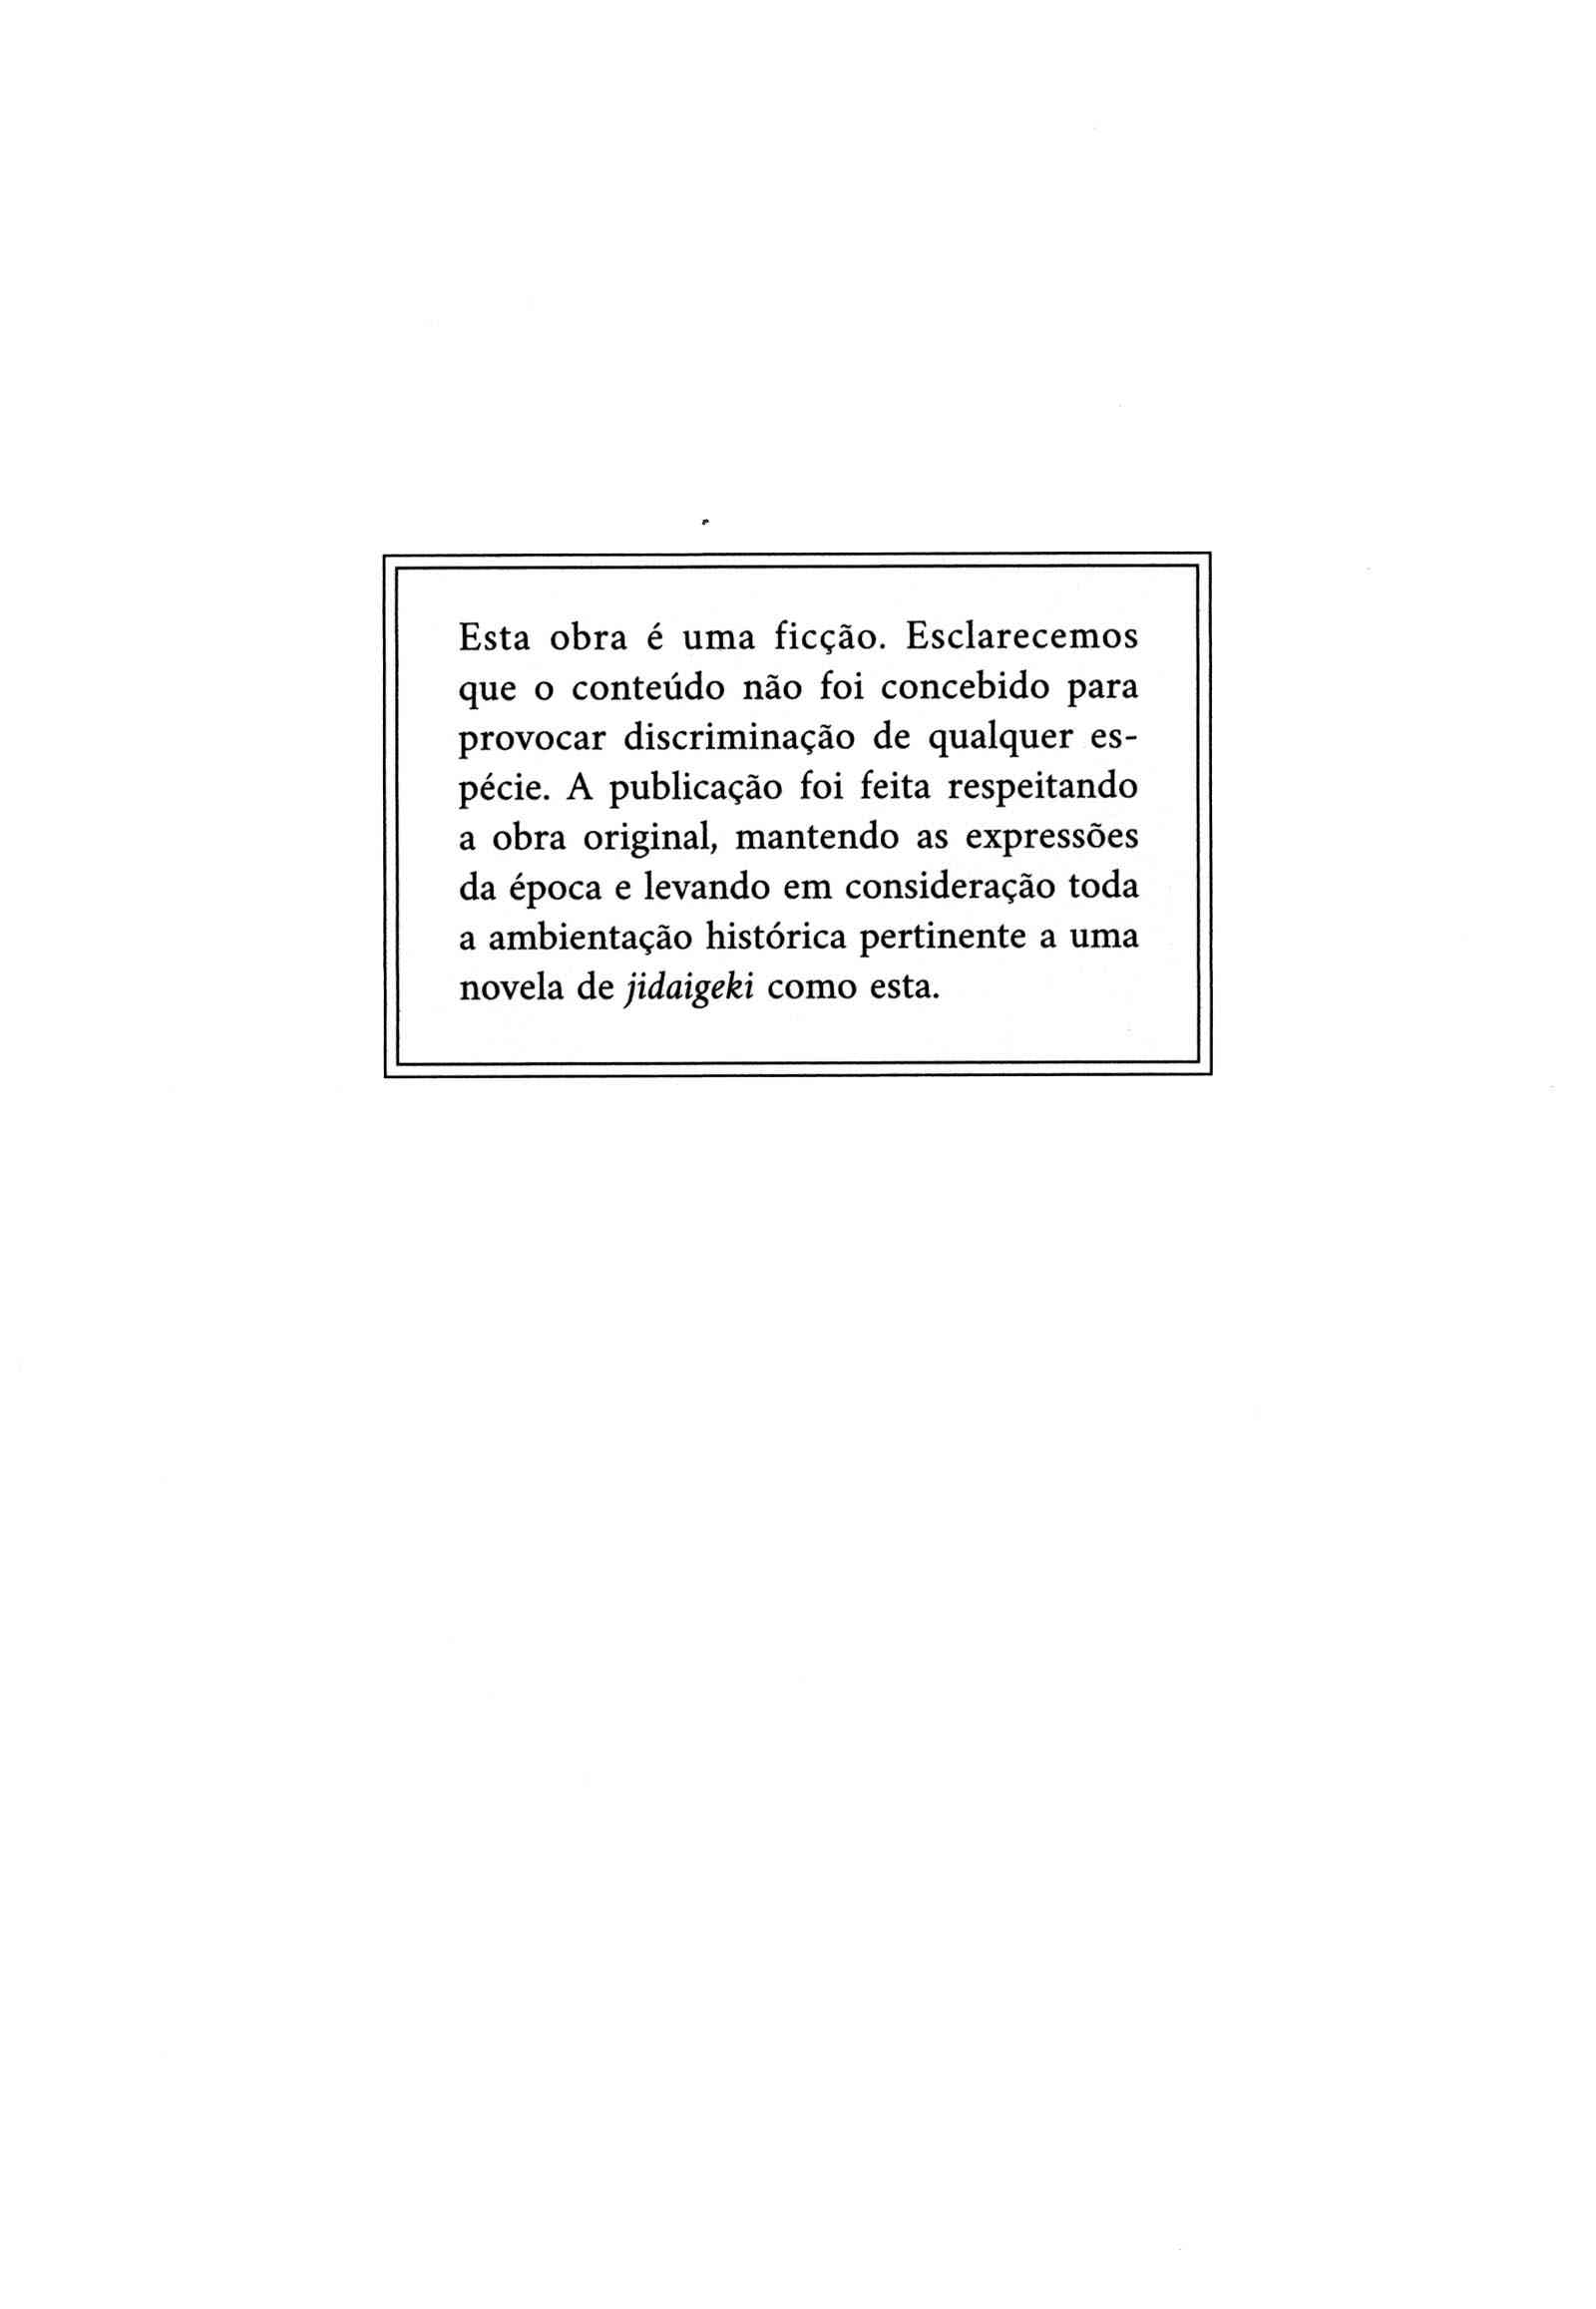 Esta obra é uma ficção. Esclarecemos
que o conteúdo não foi concebido para
provocar discriminação de qualquer es-
pécie. A publicação foi feita respeitando
a obra original, mantendo as expressões
da época e levando em consideração toda
a ambientação histórica pertinente a uma
novela de jidaigeki como esta.